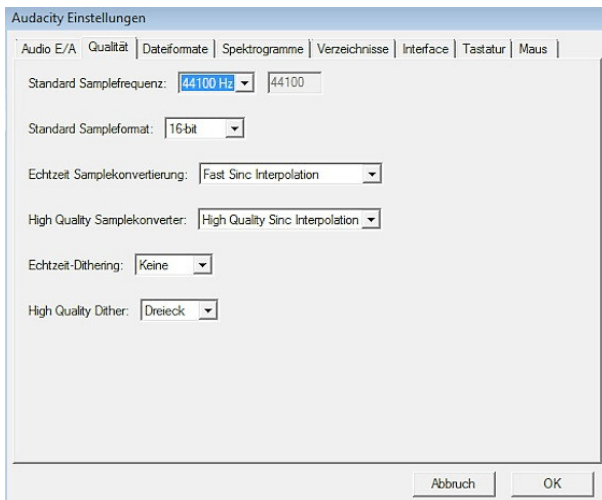 Audacity Einstellungen
Audio E/A Qualität Dateiformate Spektrogramme Verzeichnisse Interface Tastatur Maus
Standard Samplefrequenz: 44100 Hz 44100
Standard Sampleformat: 16-bit
Echtzeit Samplekonvertierung: Fast Sinc Interpolation
High Quality Samplekonverter: High Quality Sinc Interpolation
Echtzeit-Dithering: Keine
High Quality Dither: Dreieck
Abbruch OK